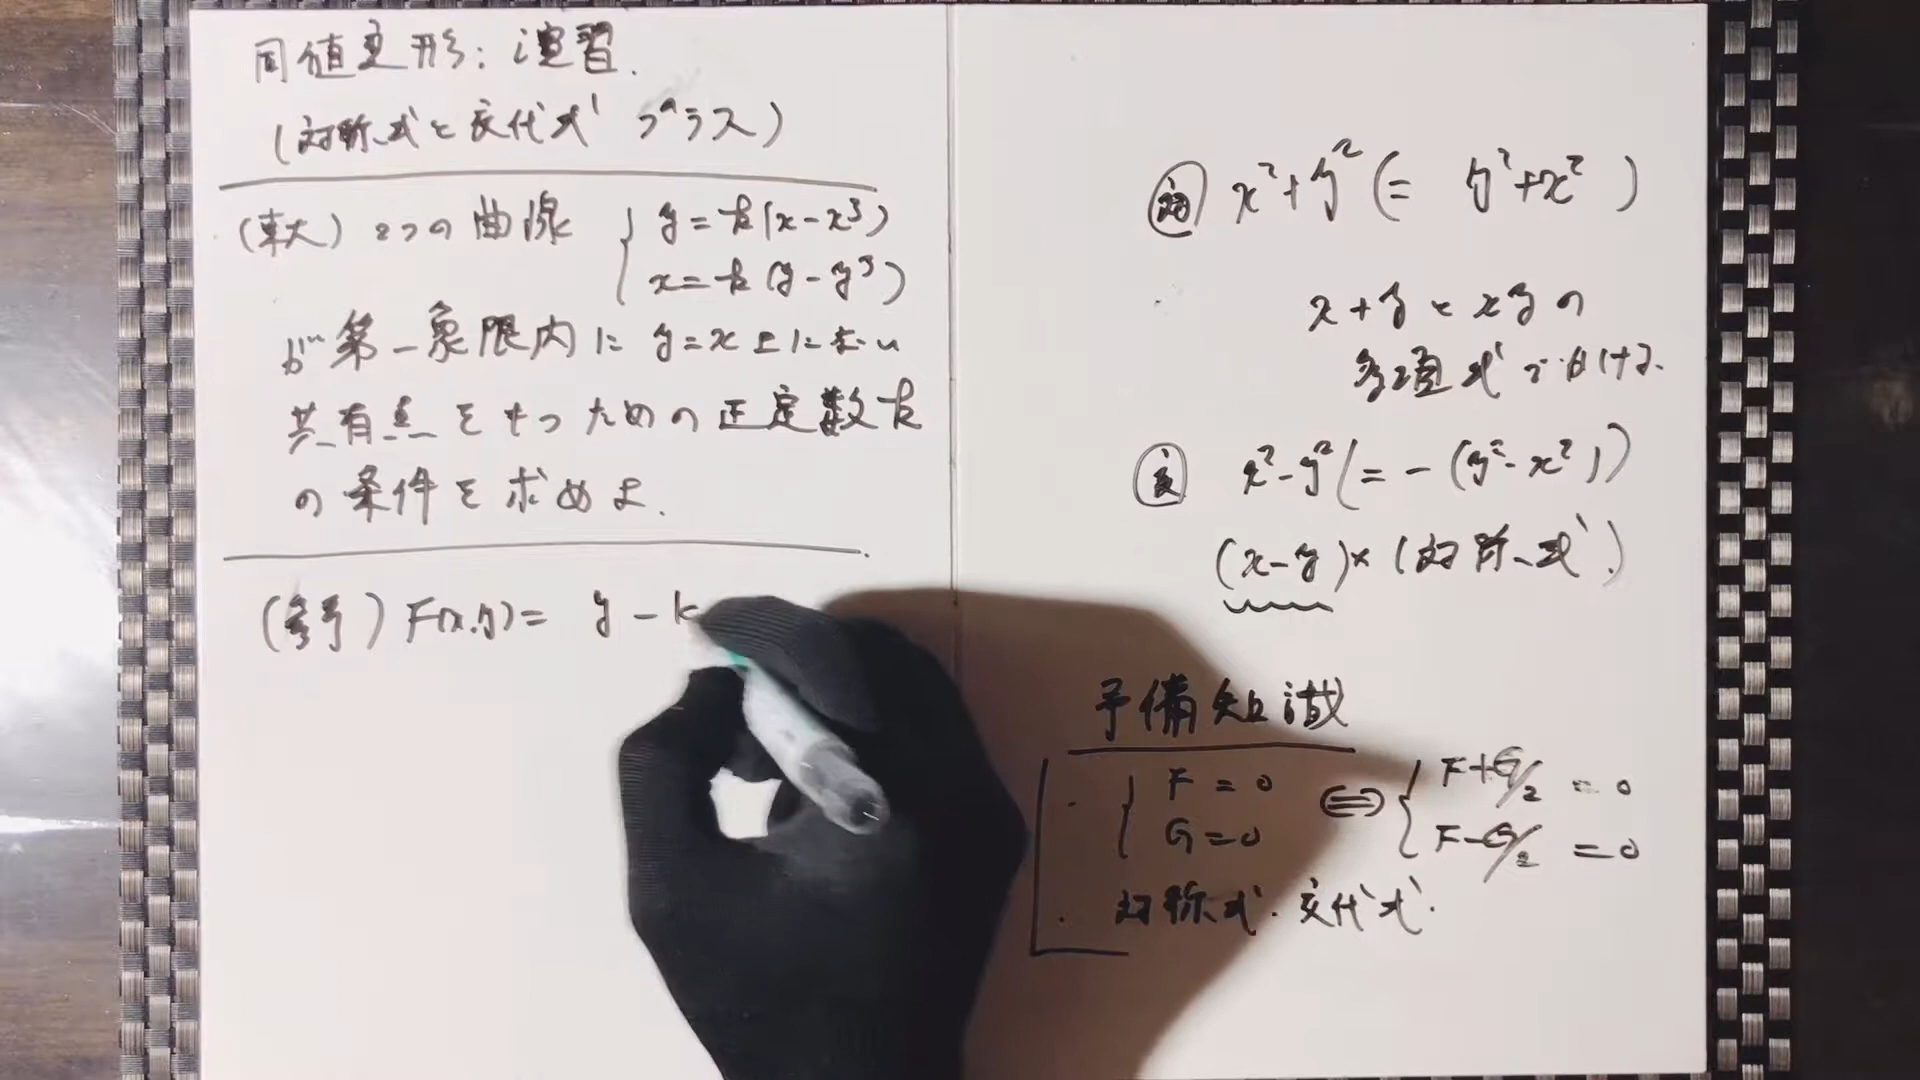 同値変形:演習.
(対称式と交代式 プラス)
(東大) 2つの曲線 { y=k(x-x³)
x=k(y-y³)
が第一象限内に y=x上にない
共有点をもつための正定数k
の条件を求めよ.
(参考) F(x,y)= y-k
対 x²+y² (= y²+x² )
x+y と xy の
多項式でかける.
交 x²-y² (= -(y²-x²))
(x-y)×(対称式)
予備知識
・{ F=0 ⇔ { F+G/2 =0
G=0 F-G/2 =0
・対称式・交代式.